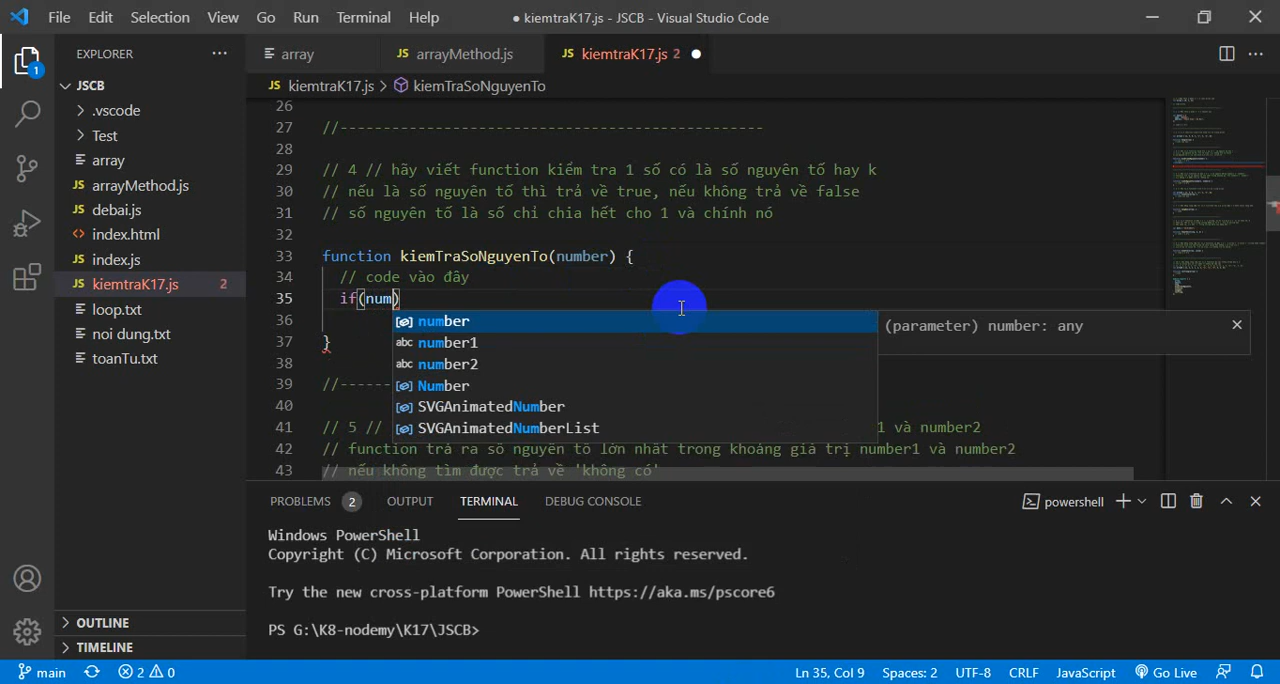 File Edit Selection View Go Run Terminal Help
● kiemtraK17.js - JSCB - Visual Studio Code
EXPLORER
1
JSCB
.vscode
Test
array
JS arrayMethod.js
JS debai.js
<> index.html
JS index.js
JS kiemtraK17.js 2
JS loop.txt
noi dung.txt
toanTu.txt
OUTLINE
TIMELINE
array
JS arrayMethod.js
JS kiemtraK17.js 2 ●
JS kiemtraK17.js > kiemTraSoNguyenTo
26
27 //-------------------------------------------------
28
29 // 4 // hãy viết function kiểm tra 1 số có là số nguyên tố hay k
30 // nếu là số nguyên tố thì trả về true, nếu không trả về false
31 // số nguyên tố là số chỉ chia hết cho 1 và chính nó
32
33 function kiemTraSoNguyenTo(number) {
34 // code vào đây
35 if(num)
36
37 }
38
39 //------
40
41 // 5 // 1 và number2
42 // function trả ra số nguyên tố lớn nhất trong khoảng giá trị number1 và number2
43 // nếu không tìm được trả về 'không có'
number
abc number1
abc number2
Number
SVGAnimatedNumber
SVGAnimatedNumberList
(parameter) number: any
PROBLEMS 2 OUTPUT TERMINAL DEBUG CONSOLE
powershell
Windows PowerShell
Copyright (C) Microsoft Corporation. All rights reserved.
Try the new cross-platform PowerShell https://aka.ms/pscore6
PS G:\K8-nodemy\K17\JSCB>
main 2 0 Ln 35, Col 9 Spaces: 2 UTF-8 CRLF JavaScript Go Live